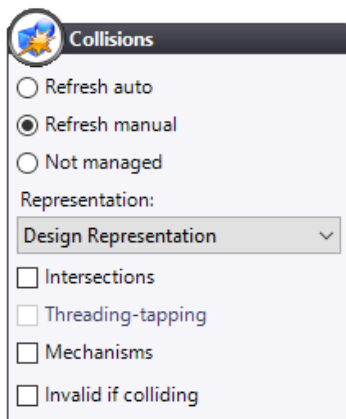 Collisions
Refresh auto
Refresh manual
Not managed
Representation:
Design Representation
Intersections
Threading-tapping
Mechanisms
Invalid if colliding